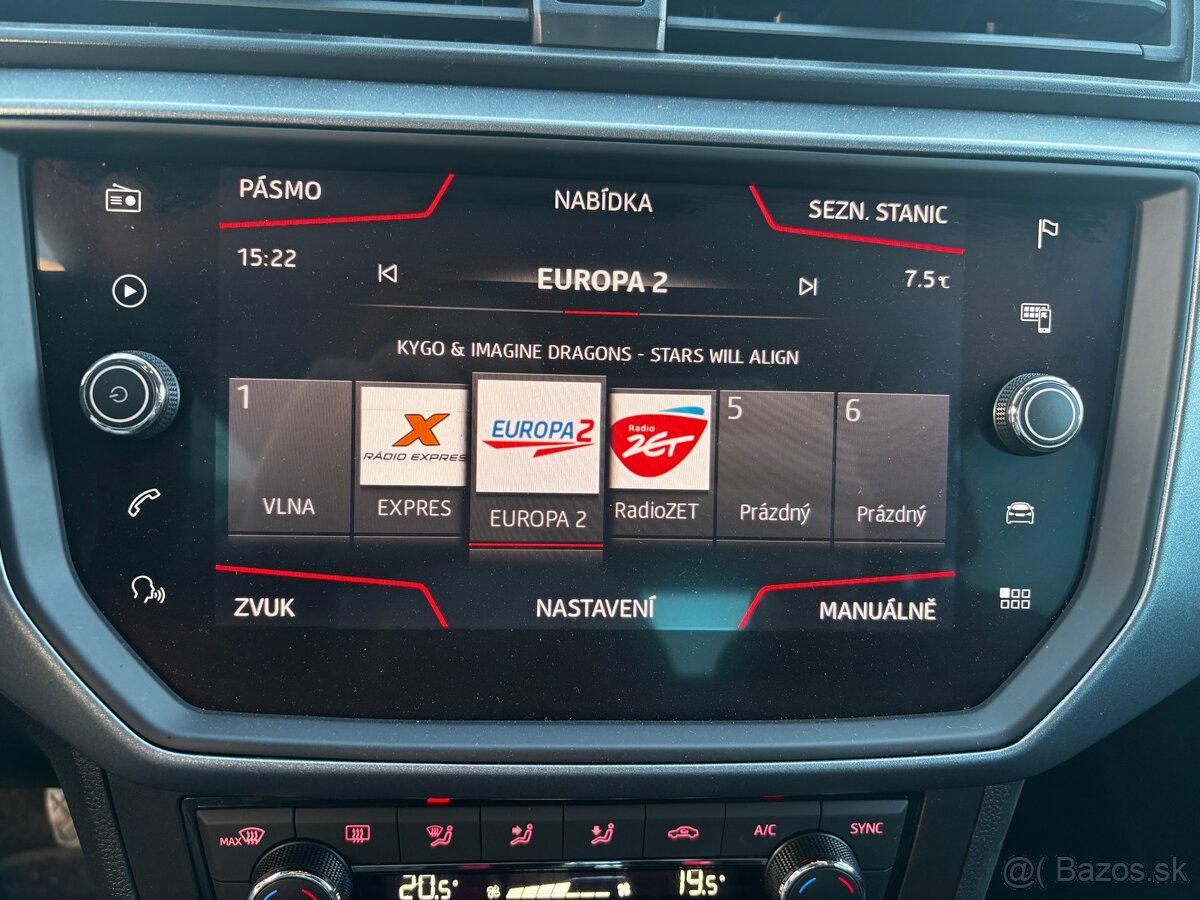 PÁSMO
NABÍDKA
SEZN. STANIC
15:22
EUROPA 2
7.5°C
KYGO & IMAGINE DRAGONS - STARS WILL ALIGN
1
VLNA
X
RÁDIO EXPRES
EXPRES
EUROPA2
EUROPA 2
Radio
ZET
RadioZET
5
Prázdný
6
Prázdný
ZVUK
NASTAVENÍ
MANUÁLNĚ
MAX
A/C
SYNC
20.5°
19.5°
@( Bazos.sk